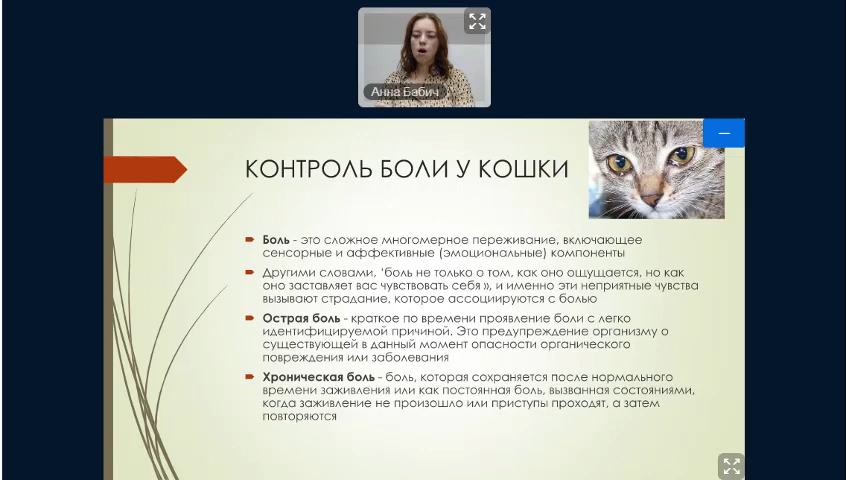 Анна Бабич
КОНТРОЛЬ БОЛИ У КОШКИ
Боль - это сложное многомерное переживание, включающее
сенсорные и аффективные (эмоциональные) компоненты
Другими словами, 'боль не только о том, как оно ощущается, но как
оно заставляет вас чувствовать себя », и именно эти неприятные чувства
вызывают страдание, которое ассоциируются с болью
Острая боль - краткое по времени проявление боли с легко
идентифицируемой причиной. Это предупреждение организму о
существующей в данный момент опасности органического
повреждения или заболевания
Хроническая боль - боль, которая сохраняется после нормального
времени заживления или как постоянная боль, вызванная состояниями,
когда заживление не произошло или приступы проходят, а затем
повторяются